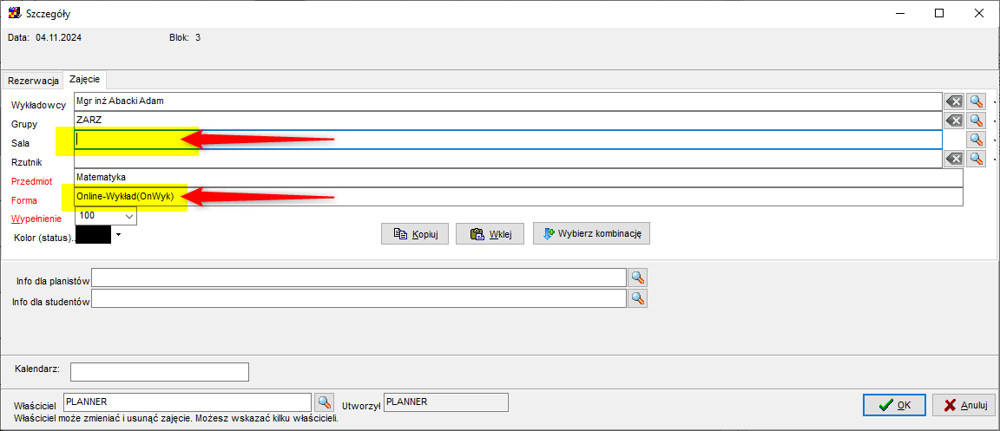 Szczegóły
Data: 04.11.2024 Blok: 3
Rezerwacja Zajęcie
Wykładowcy Mgr inż Abacki Adam
Grupy ZARZ
Sala
Rzutnik
Przedmiot Matematyka
Forma Online-Wykład(OnWyk)
Wypełnienie 100
Kolor (status)..
Kopiuj Wklej Wybierz kombinację
Info dla planistów
Info dla studentów
Kalendarz:
Właściciel PLANNER Utworzył PLANNER
Właściciel może zmieniać i usunąć zajęcie. Możesz wskazać kilku właścicieli.
OK Anuluj